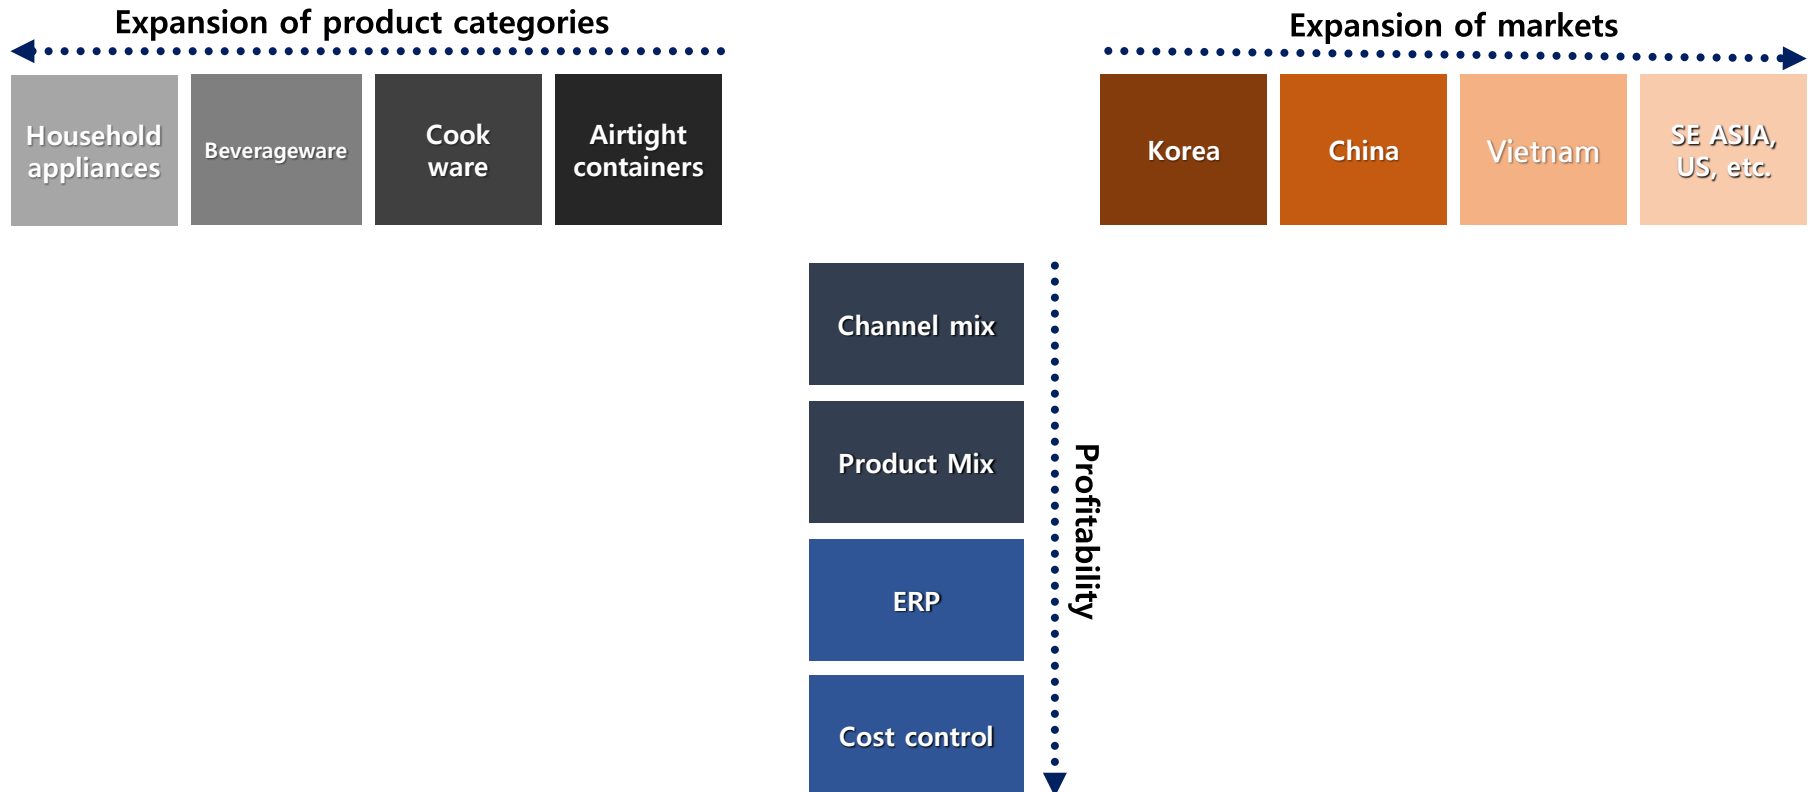 Expansion of product categories
Household
appliances
Beverageware
Cook
ware
Airtight
containers
Expansion of markets
Korea
China
Vietnam
SE ASIA,
US, etc.
Channel mix
Product Mix
ERP
Cost control
Profitability